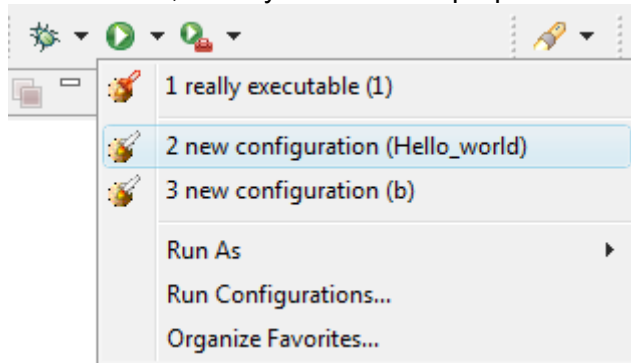 1 really executable (1)
2 new configuration (Hello_world)
3 new configuration (b)
Run As
Run Configurations...
Organize Favorites...